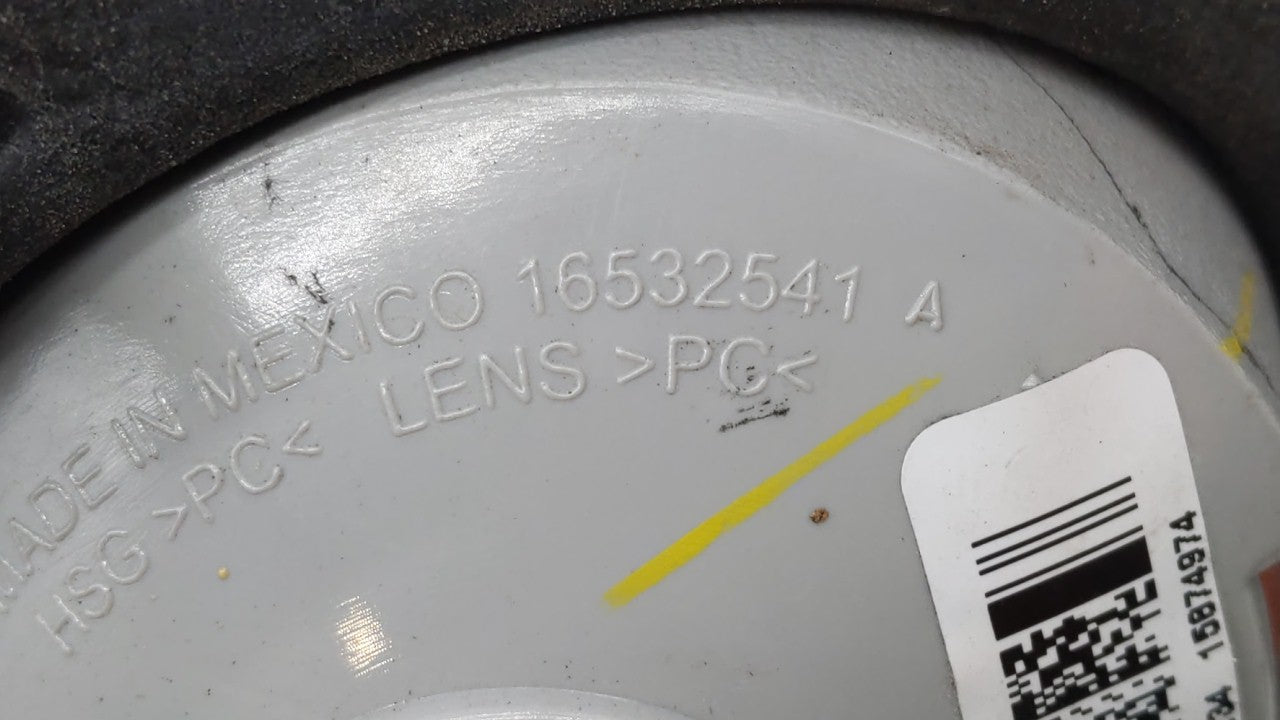 MADE IN MEXICO 16532541 A
HSG >PC< LENS >PC<
15874974